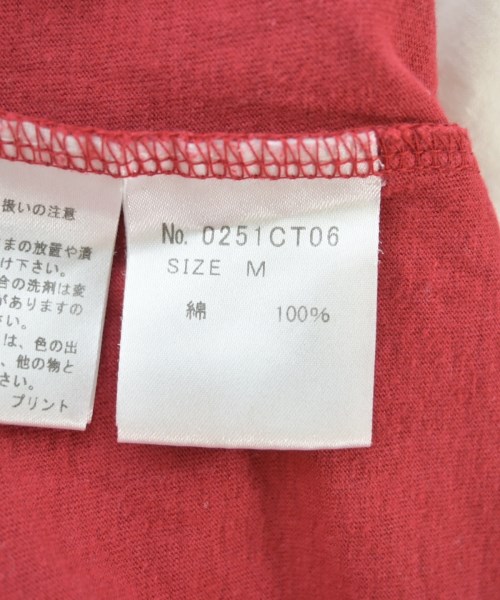 扱いの注意
まの放置や漬
け下さい。
合の洗剤は変
がありますの
さい。
は、色の出
、他の物と
さい。
プリント
No. 0251CT06
SIZE M
綿 100%